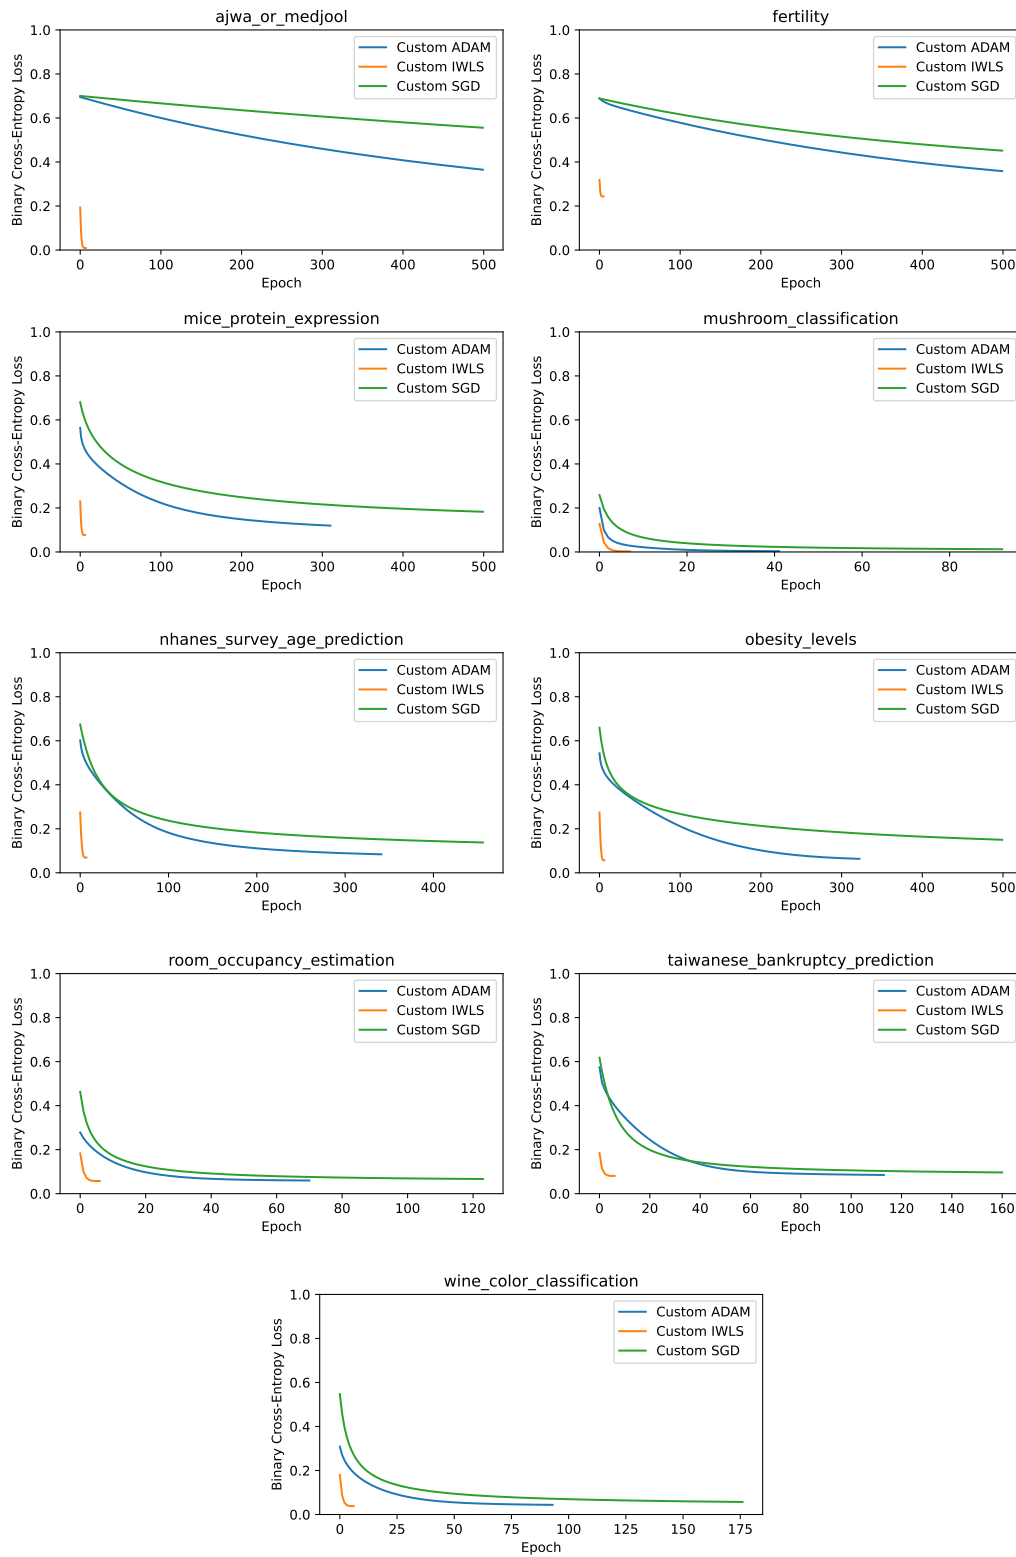 ajwa_or_medjool
Binary Cross-Entropy Loss
1.0
0.8
0.6
0.4
0.2
0.0
Custom ADAM
Custom IWLS
Custom SGD
0 100 200 300 400 500
Epoch
fertility
Binary Cross-Entropy Loss
1.0
0.8
0.6
0.4
0.2
0.0
Custom ADAM
Custom IWLS
Custom SGD
0 100 200 300 400 500
Epoch
mice_protein_expression
Binary Cross-Entropy Loss
1.0
0.8
0.6
0.4
0.2
0.0
Custom ADAM
Custom IWLS
Custom SGD
0 100 200 300 400 500
Epoch
mushroom_classification
Binary Cross-Entropy Loss
1.0
0.8
0.6
0.4
0.2
0.0
Custom ADAM
Custom IWLS
Custom SGD
0 20 40 60 80
Epoch
nhanes_survey_age_prediction
Binary Cross-Entropy Loss
1.0
0.8
0.6
0.4
0.2
0.0
Custom ADAM
Custom IWLS
Custom SGD
0 100 200 300 400
Epoch
obesity_levels
Binary Cross-Entropy Loss
1.0
0.8
0.6
0.4
0.2
0.0
Custom ADAM
Custom IWLS
Custom SGD
0 100 200 300 400 500
Epoch
room_occupancy_estimation
Binary Cross-Entropy Loss
1.0
0.8
0.6
0.4
0.2
0.0
Custom ADAM
Custom IWLS
Custom SGD
0 20 40 60 80 100 120
Epoch
taiwanese_bankruptcy_prediction
Binary Cross-Entropy Loss
1.0
0.8
0.6
0.4
0.2
0.0
Custom ADAM
Custom IWLS
Custom SGD
0 20 40 60 80 100 120 140 160
Epoch
wine_color_classification
Binary Cross-Entropy Loss
1.0
0.8
0.6
0.4
0.2
0.0
Custom ADAM
Custom IWLS
Custom SGD
0 25 50 75 100 125 150 175
Epoch